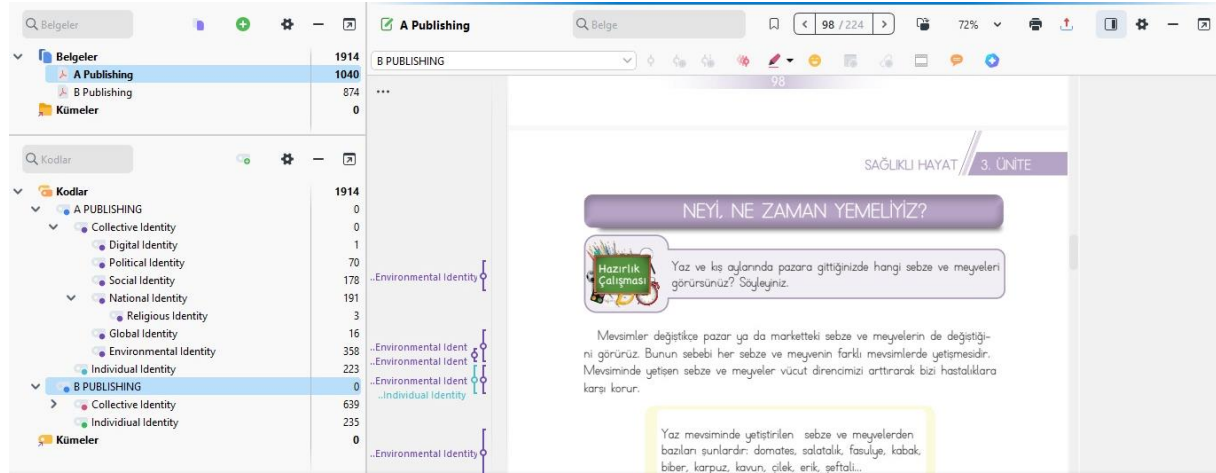 Belgeler
Belgeler 1914
A Publishing 1040
B Publishing 874
Kümeler 0
Kodlar
Kodlar 1914
A PUBLISHING 0
Collective Identity 0
Digital Identity 1
Political Identity 70
Social Identity 178
National Identity 191
Religious Identity 3
Global Identity 16
Environmental Identity 358
Individual Identity 223
B PUBLISHING 0
Collective Identity 639
Individiual Identity 235
Kümeler 0
A Publishing
Belge
98 / 224
72%
B PUBLISHING
98
SAĞLIKLI HAYAT 3. ÜNİTE
NEYİ, NE ZAMAN YEMELİYİZ?
Hazırlık
Çalışması
Yaz ve kış aylarında pazara gittiğinizde hangi sebze ve meyveleri
görürsünüz? Söyleyiniz.
..Environmental Identity
Mevsimler değiştikçe pazar ya da marketteki sebze ve meyvelerin de değiştiği-
ni görürüz. Bunun sebebi her sebze ve meyvenin farklı mevsimlerde yetişmesidir.
Mevsiminde yetişen sebze ve meyveler vücut direncimizi arttırarak bizi hastalıklara
karşı korur.
..Environmental Ident
..Environmental Ident
..Environmental Ident
..Individual Identity
Yaz mevsiminde yetiştirilen sebze ve meyvelerden
bazıları şunlardır: domates, salatalık, fasulye, kabak,
biber, karpuz, kavun, çilek, erik, şeftali...
..Environmental Identity